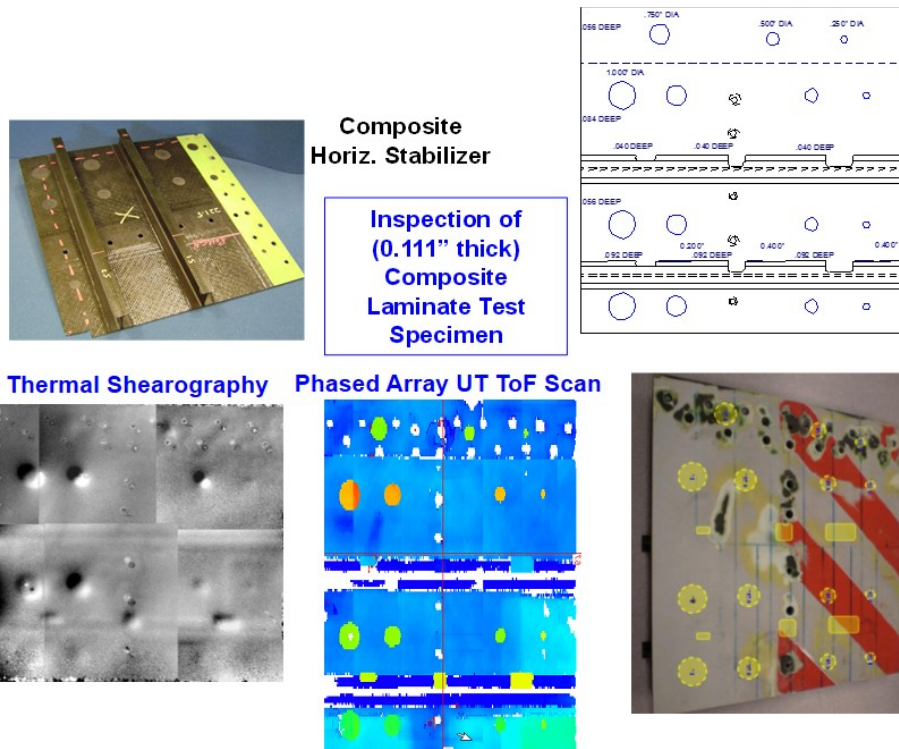 .750" DIA
.500" DIA
.250" DIA
.056 DEEP
1.000" DIA
Composite
Horiz. Stabilizer
.084 DEEP
.040 DEEP
.040 DEEP
.040 DEEP
Inspection of
(0.111” thick)
Composite
Laminate Test
Specimen
.056 DEEP
0.200"
0.400"
0.400"
.092 DEEP
.092 DEEP
.092 DEEP
Thermal Shearography
Phased Array UT ToF Scan